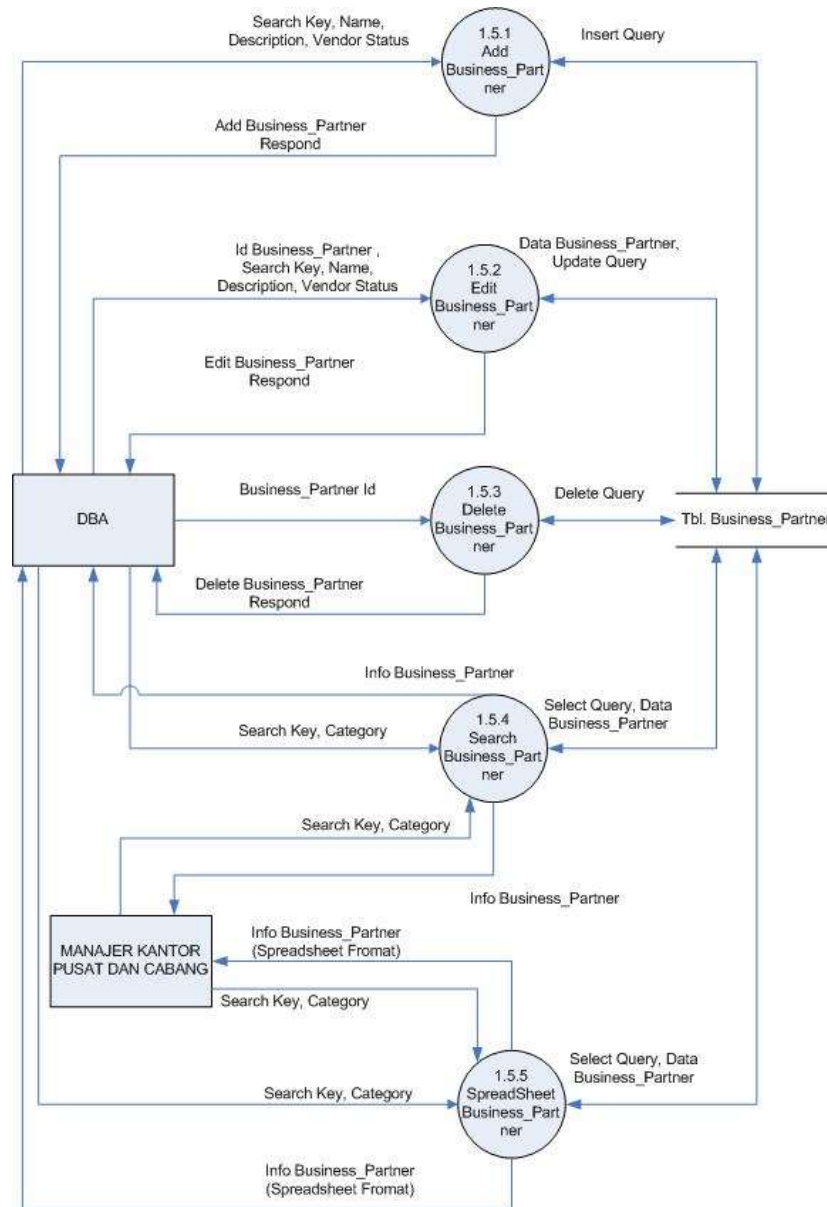 Search Key, Name,
Description, Vendor Status
1.5.1
Add
Business_Part
ner
Insert Query
Add Business_Partner
Respond
Id Business_Partner ,
Search Key, Name,
Description, Vendor Status
1.5.2
Edit
Business_Part
ner
Data Business_Partner,
Update Query
Edit Business_Partner
Respond
DBA
Business_Partner Id
1.5.3
Delete
Business_Part
ner
Delete Query
Tbl. Business_Partner
Delete Business_Partner
Respond
Info Business_Partner
Search Key, Category
1.5.4
Search
Business_Part
ner
Select Query, Data
Business_Partner
Search Key, Category
Info Business_Partner
MANAJER KANTOR
PUSAT DAN CABANG
Info Business_Partner
(Spreadsheet Fromat)
Search Key, Category
Search Key, Category
1.5.5
SpreadSheet
Business_Part
ner
Select Query, Data
Business_Partner
Info Business_Partner
(Spreadsheet Fromat)